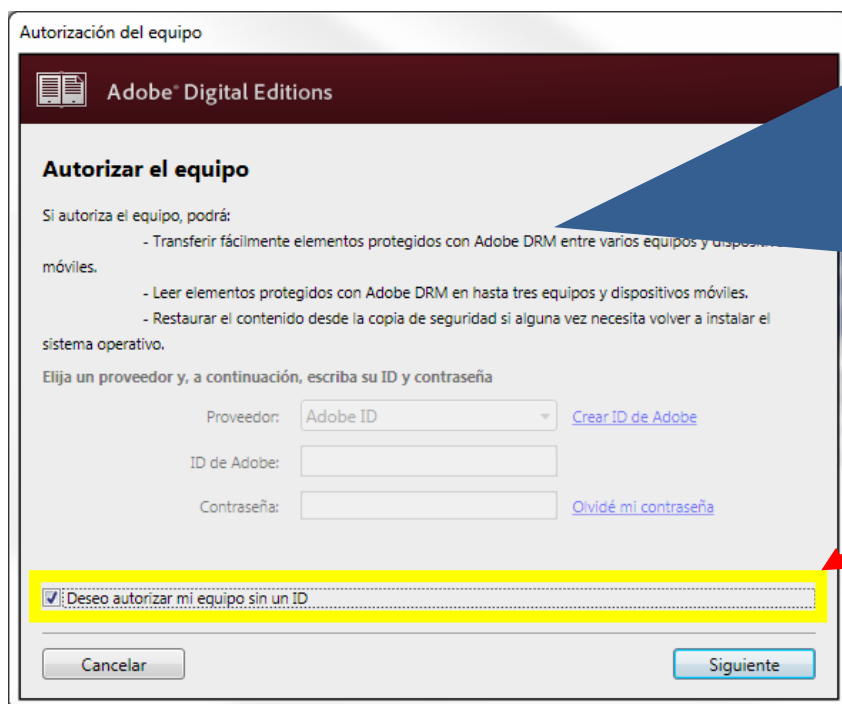 Autorización del equipo
Adobe® Digital Editions
Autorizar el equipo
Si autoriza el equipo, podrá:
- Transferir fácilmente elementos protegidos con Adobe DRM entre varios equipos y
móviles.
- Leer elementos protegidos con Adobe DRM en hasta tres equipos y dispositivos móviles.
- Restaurar el contenido desde la copia de seguridad si alguna vez necesita volver a instalar el
sistema operativo.
Elija un proveedor y, a continuación, escriba su ID y contraseña
Proveedor: Adobe ID Crear ID de Adobe
ID de Adobe:
Contraseña: Olvidé mi contraseña
Deseo autorizar mi equipo sin un ID
Cancelar Siguiente